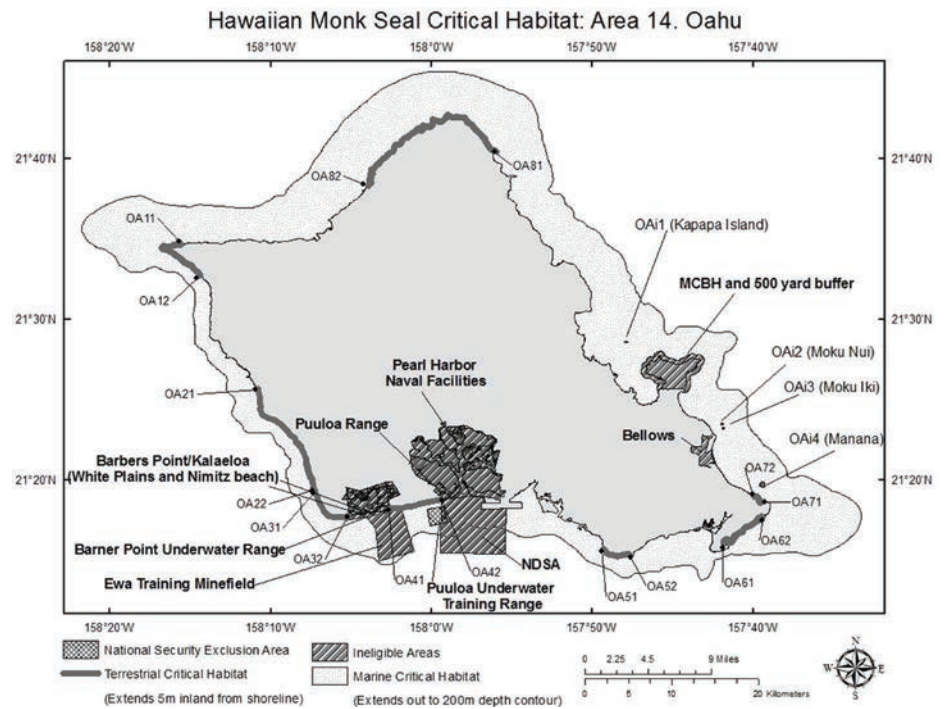 Hawaiian Monk Seal Critical Habitat: Area 14. Oahu
158°20'W 158°10'W 158°0'W 157°50'W 157°40'W
21°40'N 21°40'N
OA82
OA81
OA11
OAi1 (Kapapa Island)
OA12
MCBH and 500 yard buffer
21°30'N 21°30'N
Pearl Harbor
Naval Facilities
OAi2 (Moku Nui)
OA21
OAi3 (Moku Iki)
Puuloa Range
Bellows
OAi4 (Manana)
Barbers Point/Kalaeloa
(White Plains and Nimitz beach)
OA72
21°20'N 21°20'N
OA22
OA71
OA31
OA62
Barner Point Underwater Range
OA32
NDSA
Ewa Training Minefield
OA41
OA42
Puuloa Underwater
Training Range
OA51
OA52
OA61
158°20'W 158°10'W 158°0'W 157°50'W 157°40'W
National Security Exclusion Area
Terrestrial Critical Habitat
(Extends 5m inland from shoreline)
Ineligible Areas
Marine Critical Habitat
(Extends out to 200m depth contour)
0 2.25 4.5 9 Miles
0 5 10 20 Kilometers
N
W E
S